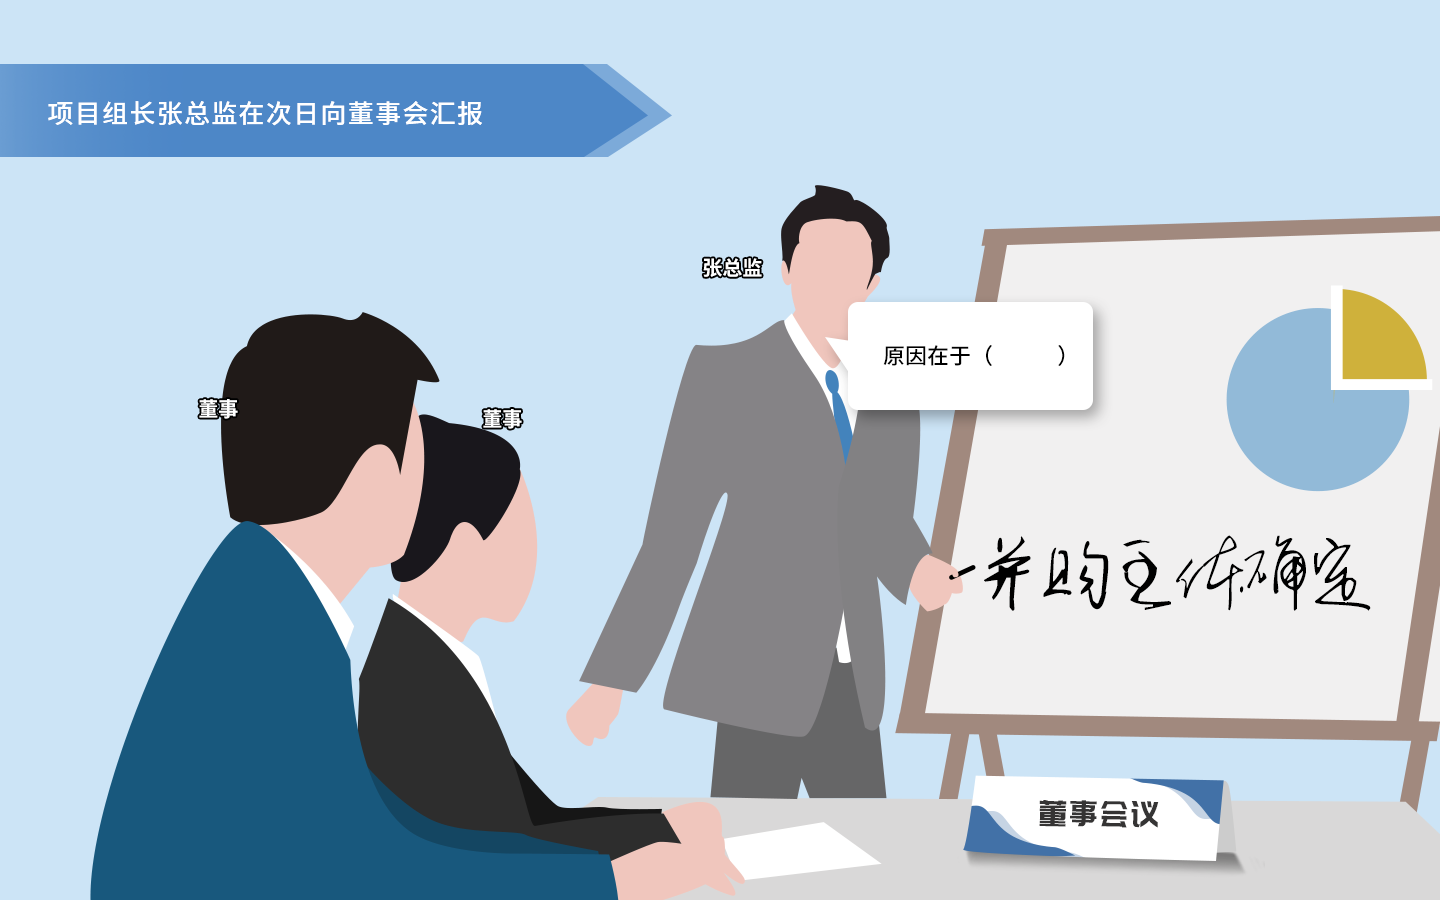 项目组长张总监在次日向董事会汇报
张总监
原因在于（　　　）
董事
董事
一并购主体确定
董事会议